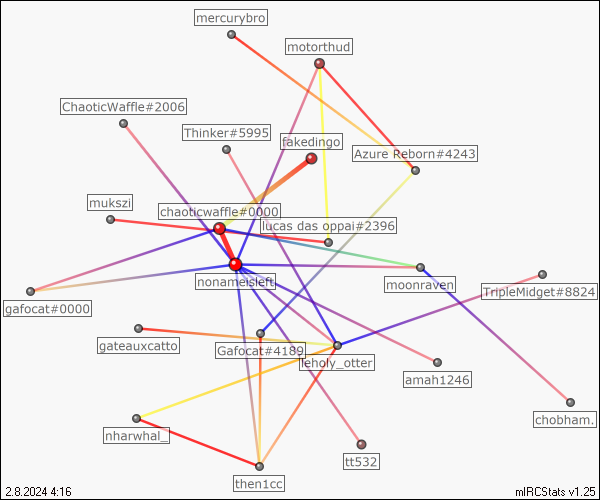 mercurybro
motorthud
ChaoticWaffle#2006
Thinker#5995
fakedingo
Azure Reborn#4243
mukszi
chaoticwaffle#0000
lucas das oppai#2396
nonameisleft
moonraven
TripleMidget#8824
gafocat#0000
gateauxcatto
Gafocat#4189
leholy_otter
amah1246
chobham.
nharwhal_
tt532
then1cc
2.8.2024 4:16
mIRCStats v1.25